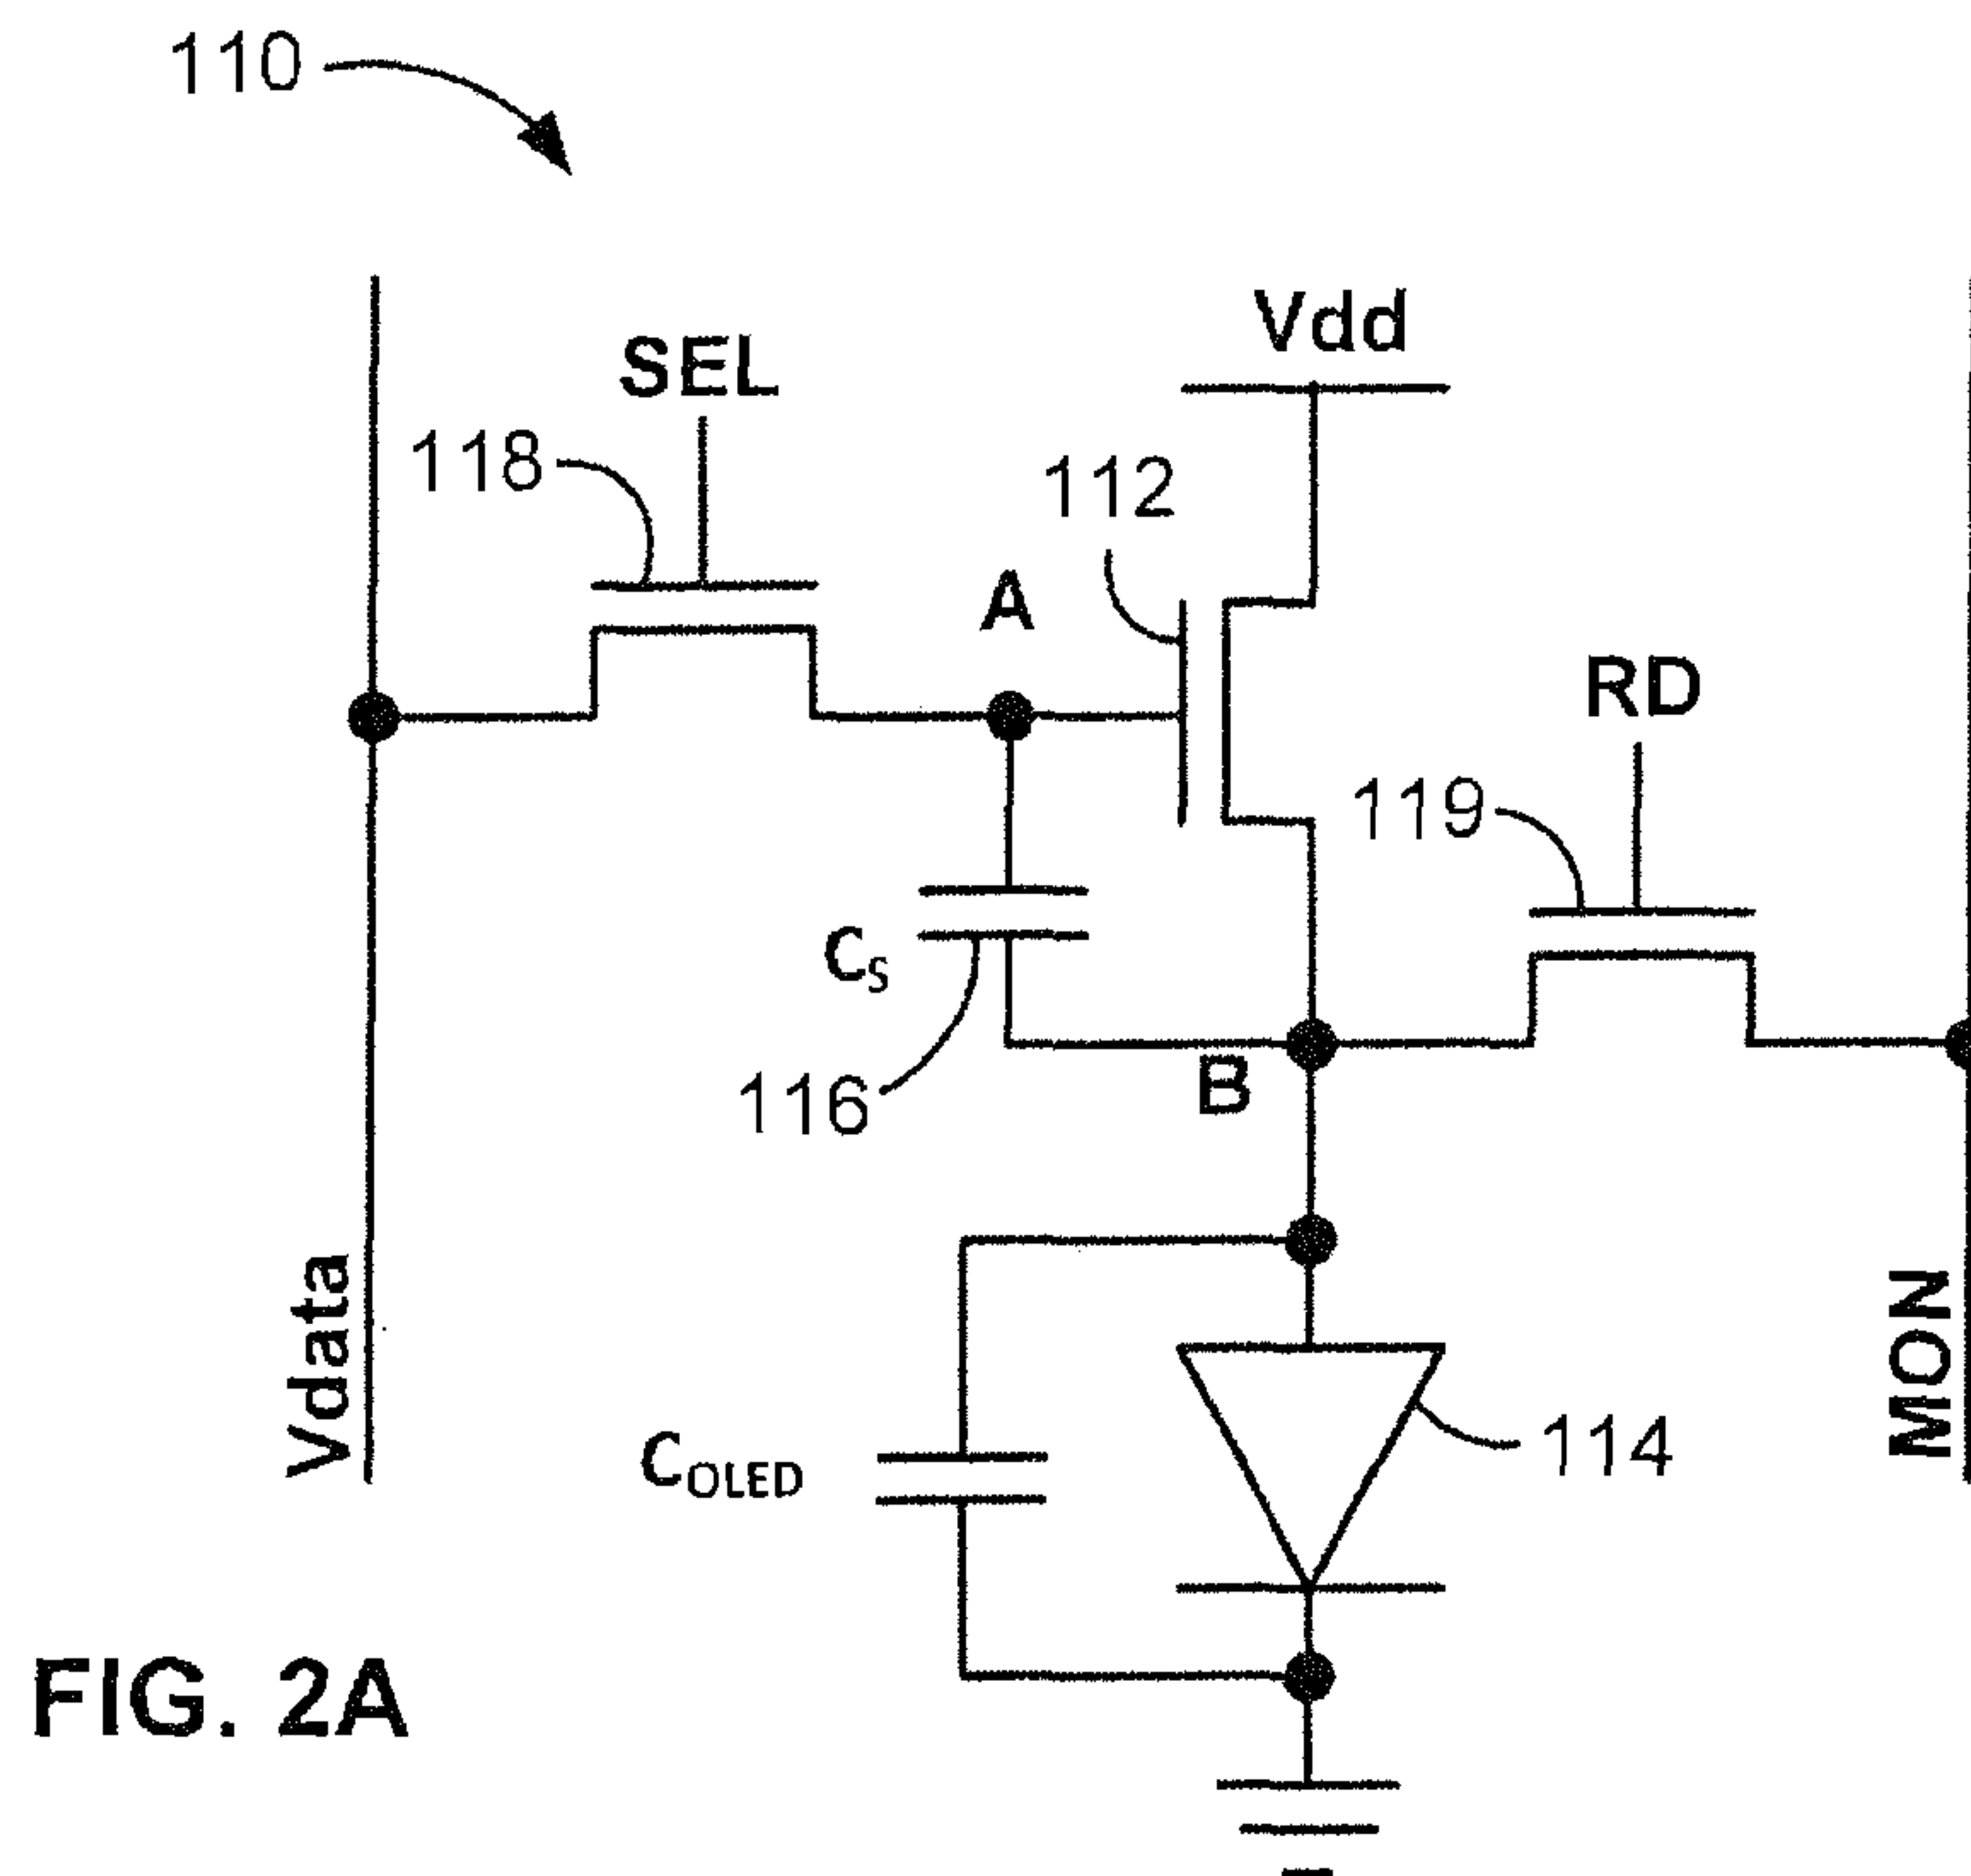 110
SEL
Vdd
118
112
A
RD
119
CS
116
B
Vdata
MON
COLED
114
FIG. 2A